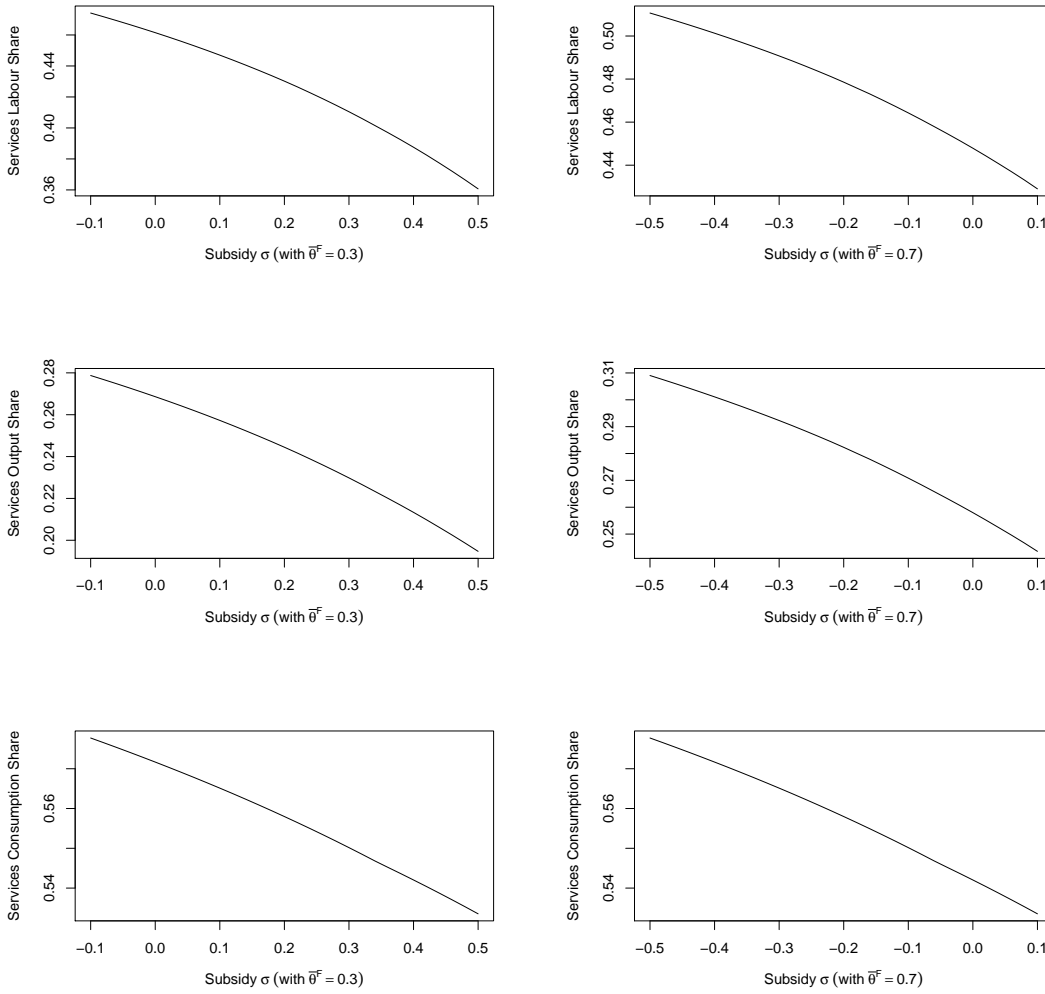 Services Labour Share
0.36 0.40 0.44
−0.1 0.0 0.1 0.2 0.3 0.4 0.5
Subsidy σ (with θ̅ᶠ = 0.3)
Services Labour Share
0.44 0.46 0.48 0.50
−0.5 −0.4 −0.3 −0.2 −0.1 0.0 0.1
Subsidy σ (with θ̅ᶠ = 0.7)
Services Output Share
0.20 0.22 0.24 0.26 0.28
−0.1 0.0 0.1 0.2 0.3 0.4 0.5
Subsidy σ (with θ̅ᶠ = 0.3)
Services Output Share
0.25 0.27 0.29 0.31
−0.5 −0.4 −0.3 −0.2 −0.1 0.0 0.1
Subsidy σ (with θ̅ᶠ = 0.7)
Services Consumption Share
0.54 0.56
−0.1 0.0 0.1 0.2 0.3 0.4 0.5
Subsidy σ (with θ̅ᶠ = 0.3)
Services Consumption Share
0.54 0.56
−0.5 −0.4 −0.3 −0.2 −0.1 0.0 0.1
Subsidy σ (with θ̅ᶠ = 0.7)